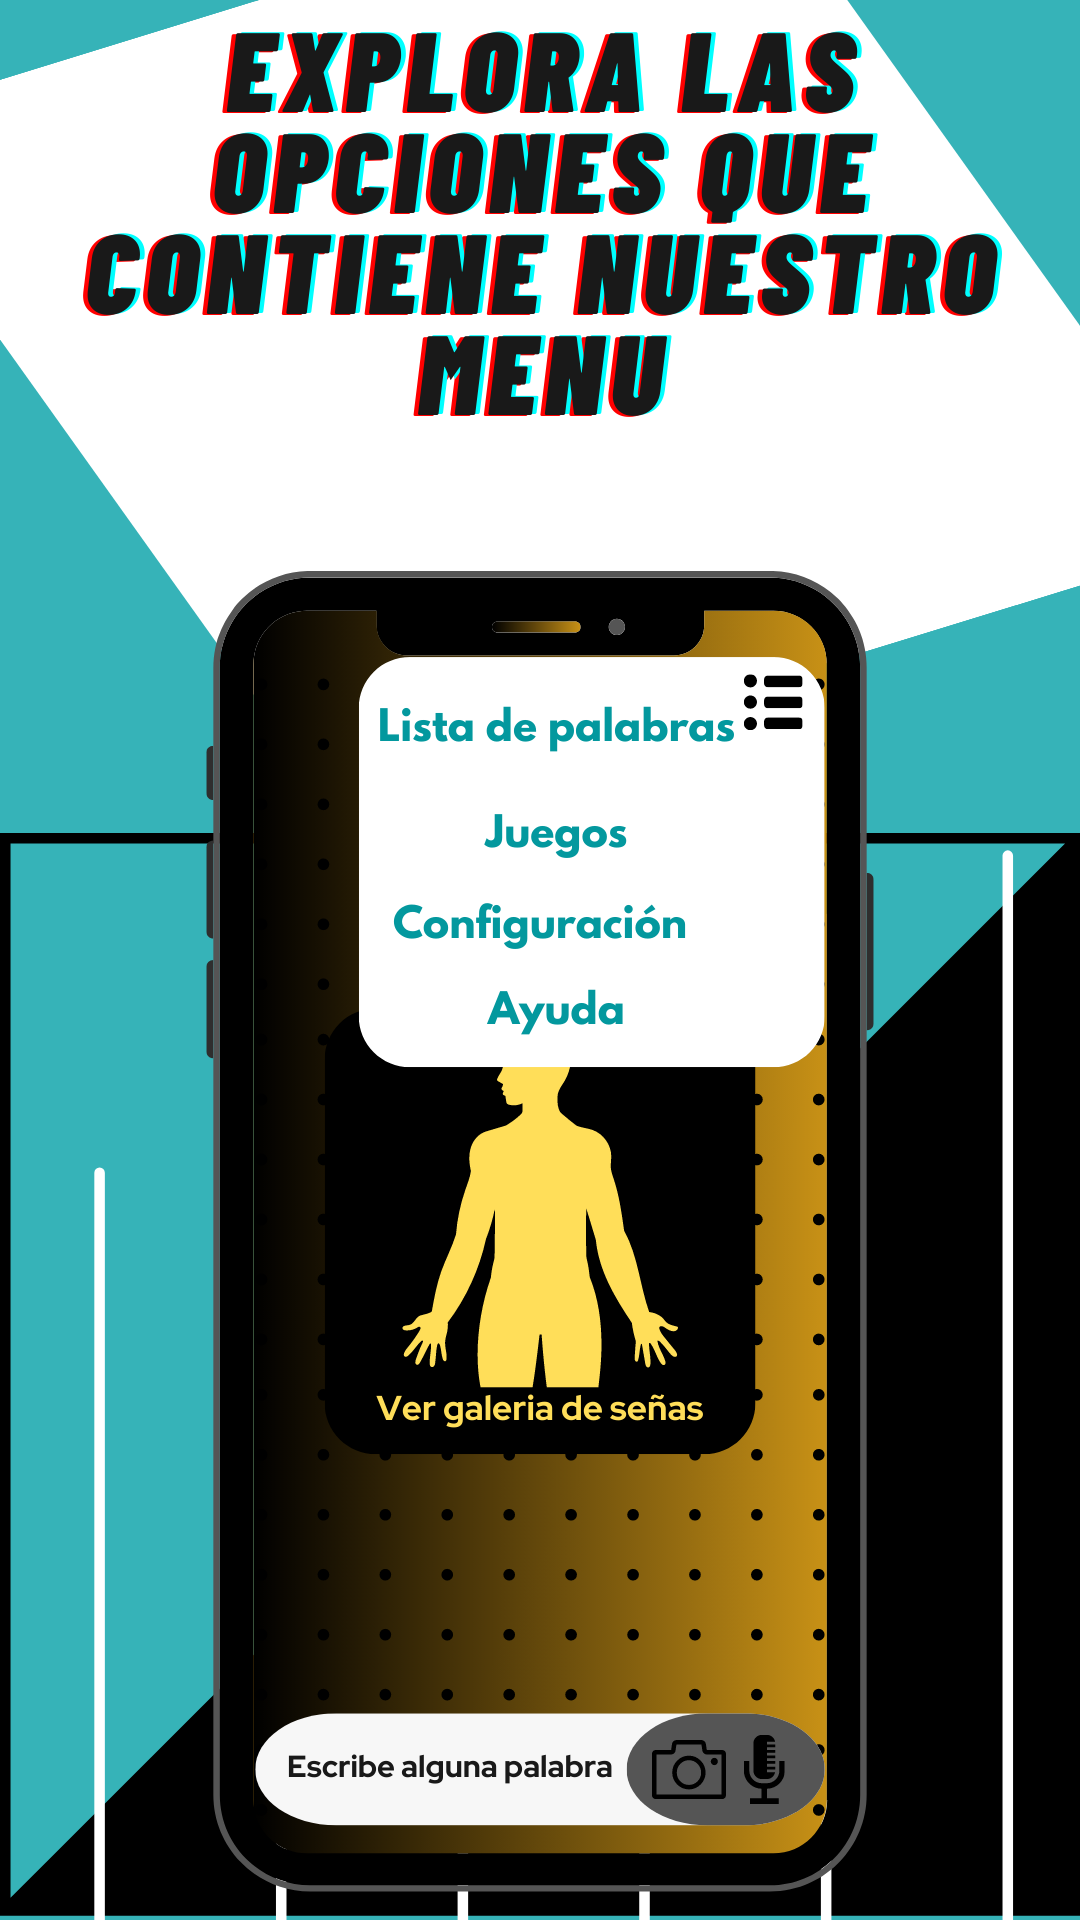 EXPLORA LAS
OPCIONES QUE
CONTIENE NUESTRO
MENU
Lista de palabras
Juegos
Configuración
Ayuda
Ver galeria de señas
Escribe alguna palabra